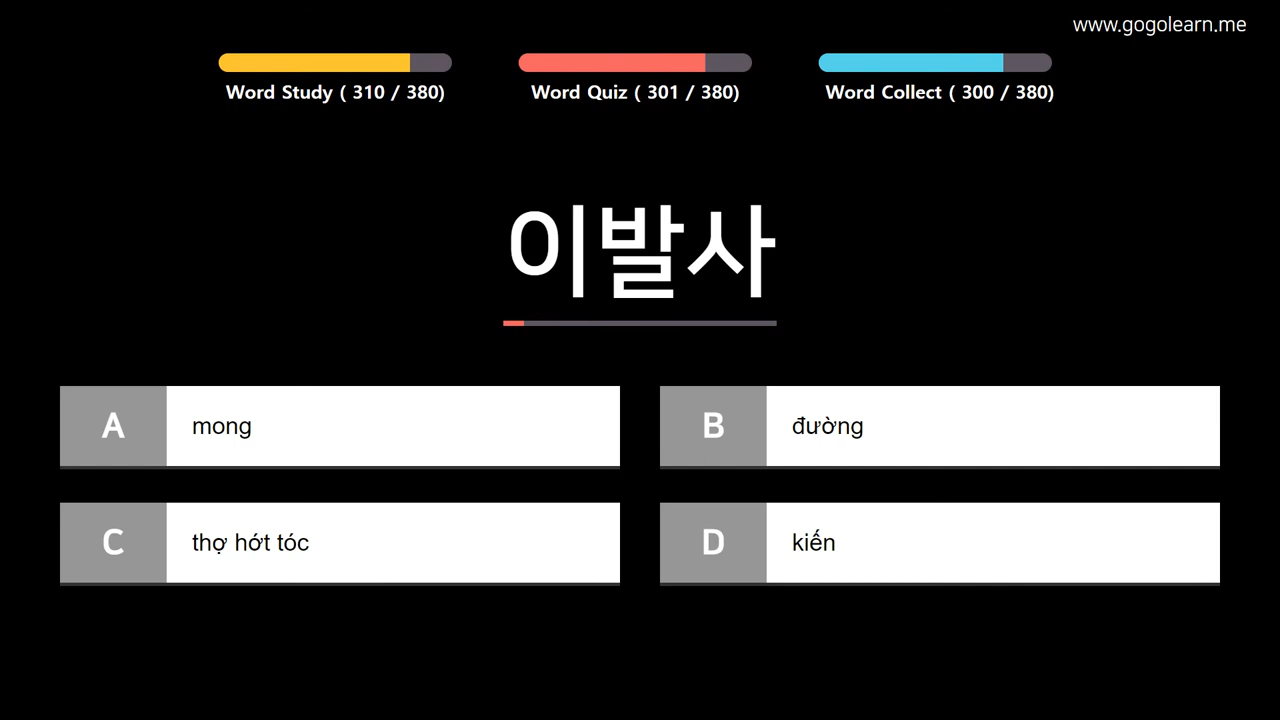 www.gogolearn.me
Word Study ( 310 / 380)
Word Quiz ( 301 / 380)
Word Collect ( 300 / 380)
이발사
A mong
B đường
C thợ hớt tóc
D kiến